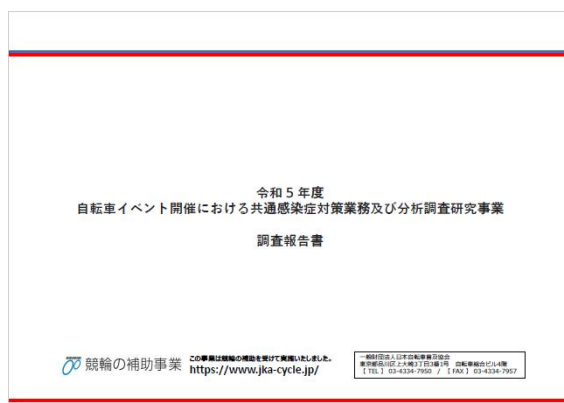 令和5年度
自転車イベント開催における共通感染症対策業務及び分析調査研究事業
調査報告書
競輪の補助事業
この事業は競輪の補助を受けて実施いたしました。
https://www.jka-cycle.jp/
一般財団法人日本自転車普及協会
東京都品川区上大崎3丁目3番1号 自転車総合ビル4階
【 TEL 】 03-4334-7950 / 【 FAX 】 03-4334-7957